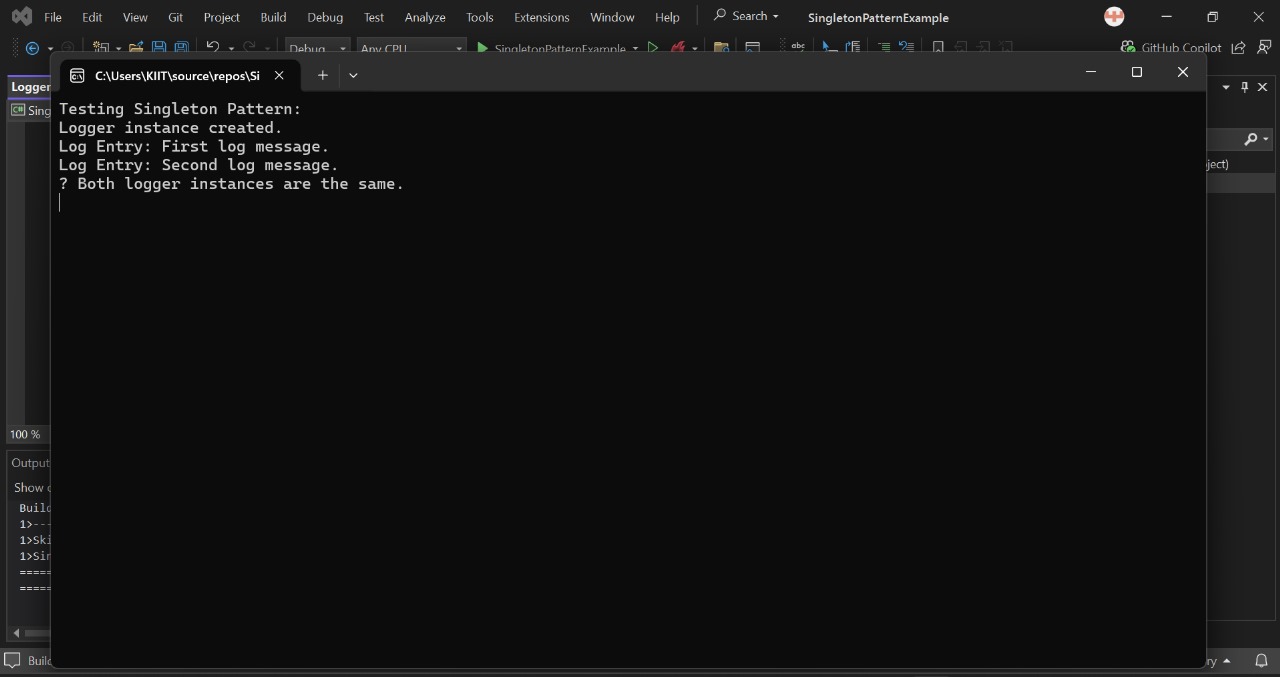 File Edit View Git Project Build Debug Test Analyze Tools Extensions Window Help Search SingletonPatternExample
Debug Any CPU SingletonPatternExample GitHub Copilot
Logger
C:\Users\KIIT\source\repos\Si
C# Sing
Testing Singleton Pattern:
Logger instance created.
Log Entry: First log message.
Log Entry: Second log message.
? Both logger instances are the same.
ject)
100 %
Output
Show
Build
1>---
1>Ski
1>Sin
====
====
Build
ry